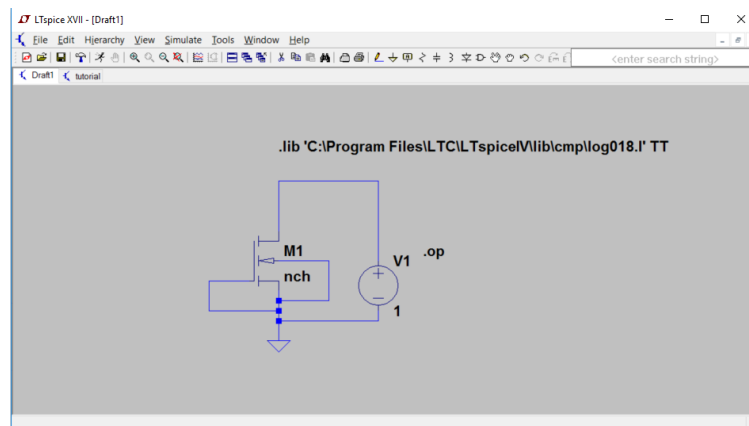 LTspice XVII - [Draft1]
File Edit Hierarchy View Simulate Tools Window Help
<enter search string>
Draft1 tutorial
.lib 'C:\Program Files\LTC\LTspiceIV\lib\cmp\log018.l' TT
M1
nch
V1
.op
1